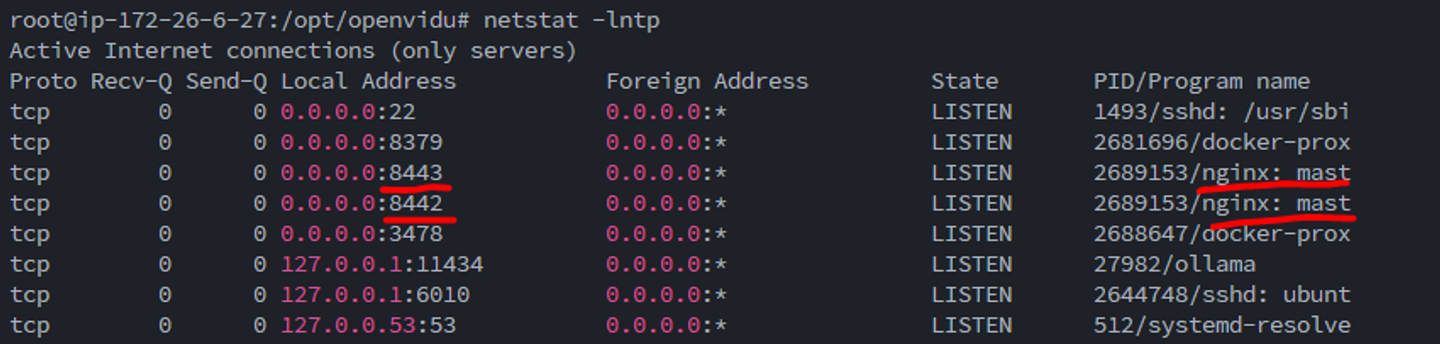 root@ip-172-26-6-27:/opt/openvidu# netstat -lntp
Active Internet connections (only servers)
Proto Recv-Q Send-Q Local Address           Foreign Address         State       PID/Program name
tcp        0      0 0.0.0.0:22              0.0.0.0:*               LISTEN      1493/sshd: /usr/sbi
tcp        0      0 0.0.0.0:8379            0.0.0.0:*               LISTEN      2681696/docker-prox
tcp        0      0 0.0.0.0:8443            0.0.0.0:*               LISTEN      2689153/nginx: mast
tcp        0      0 0.0.0.0:8442            0.0.0.0:*               LISTEN      2689153/nginx: mast
tcp        0      0 0.0.0.0:3478            0.0.0.0:*               LISTEN      2688647/docker-prox
tcp        0      0 127.0.0.1:11434         0.0.0.0:*               LISTEN      27982/ollama
tcp        0      0 127.0.0.1:6010          0.0.0.0:*               LISTEN      2644748/sshd: ubunt
tcp        0      0 127.0.0.53:53           0.0.0.0:*               LISTEN      512/systemd-resolve